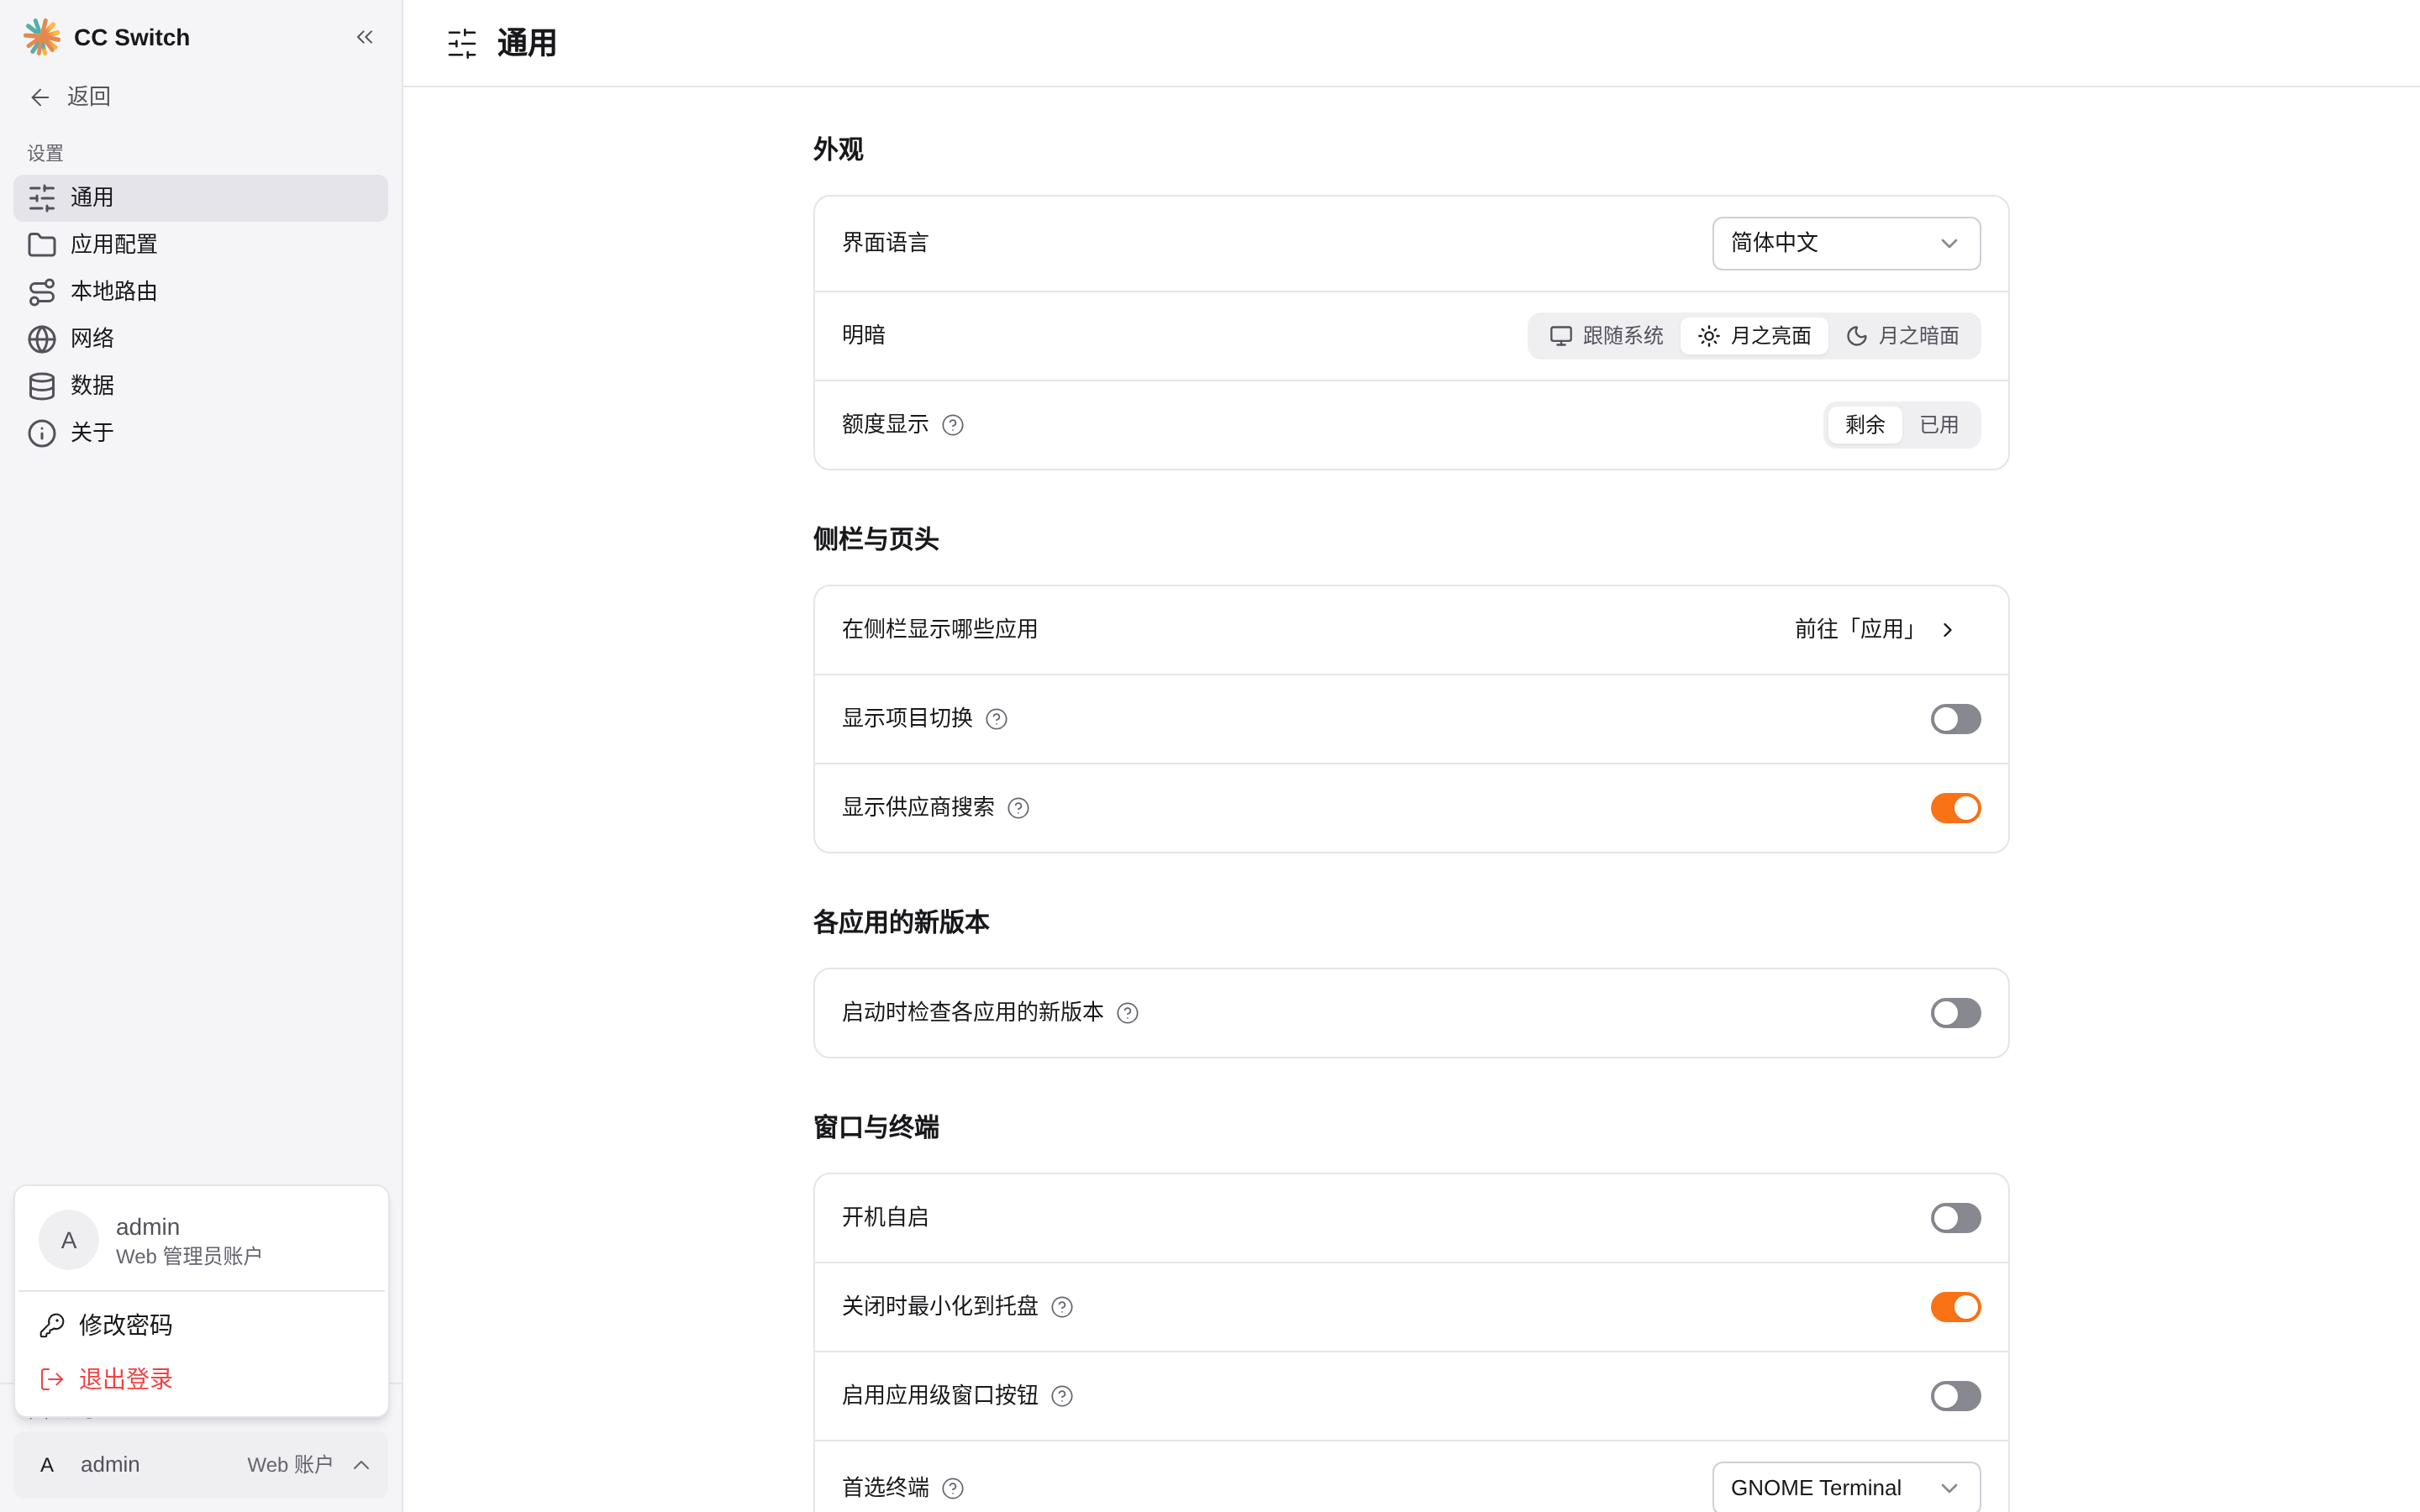 CC Switch
返回
设置
通用
应用配置
本地路由
网络
数据
关于
A
admin
Web 管理员账户
修改密码
退出登录
A admin Web 账户
通用
外观
界面语言 简体中文
明暗 跟随系统 月之亮面 月之暗面
额度显示 剩余 已用
侧栏与页头
在侧栏显示哪些应用 前往「应用」
显示项目切换
显示供应商搜索
各应用的新版本
启动时检查各应用的新版本
窗口与终端
开机自启
关闭时最小化到托盘
启用应用级窗口按钮
首选终端 GNOME Terminal